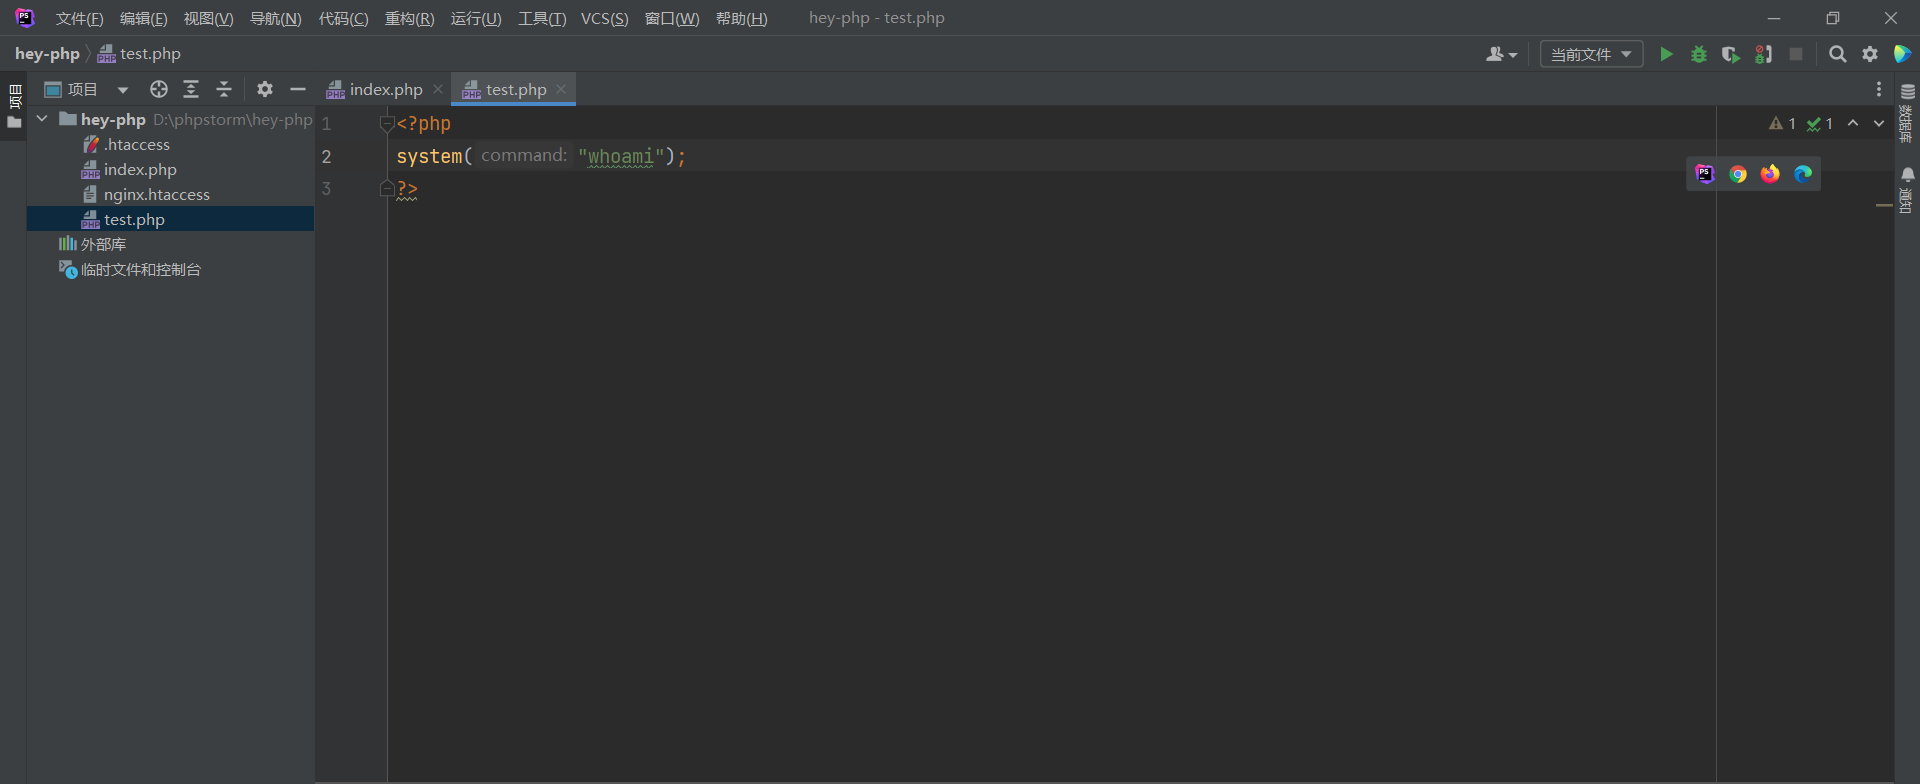 文件(F) 编辑(E) 视图(V) 导航(N) 代码(C) 重构(R) 运行(U) 工具(T) VCS(S) 窗口(W) 帮助(H) hey-php - test.php
hey-php test.php 当前文件
项目 index.php test.php
项目
hey-php D:\phpstorm\hey-php
.htaccess
index.php
nginx.htaccess
test.php
外部库
临时文件和控制台
1 <?php
2 system( command: "whoami");
3 ?>
1 1
数据库
通知